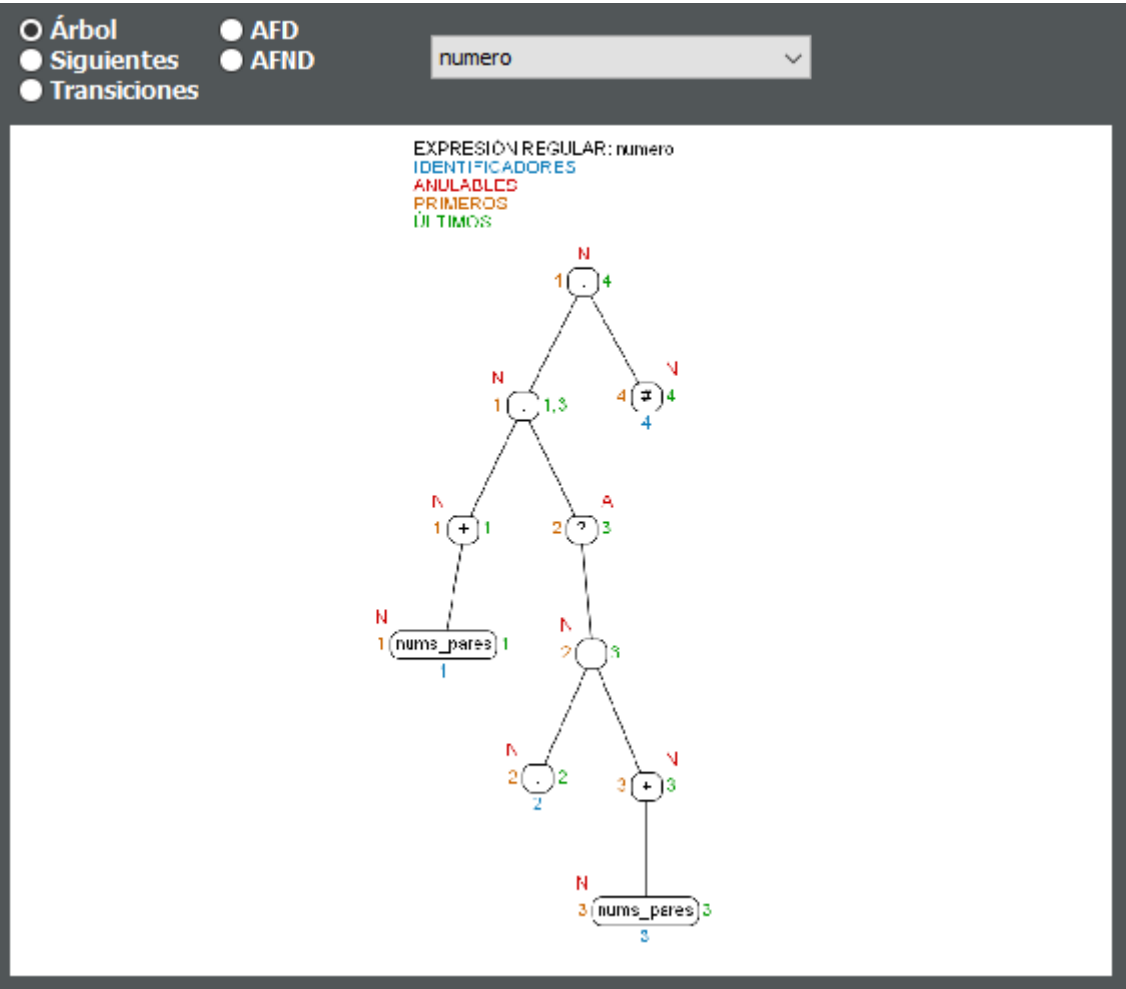 Árbol
AFD
Siguientes
AFND
Transiciones
numero
EXPRESIÓN REGULAR: numero
IDENTIFICADORES
ANULABLES
PRIMEROS
ÚLTIMOS
N
1 . 4
N
4 # 4
4
N
1 . 1,3
N
1 + 1
A
2 ? 3
N
1 nums_pares 1
1
N
2 3
N
2 . 2
2
N
3 + 3
N
3 nums_pares 3
3